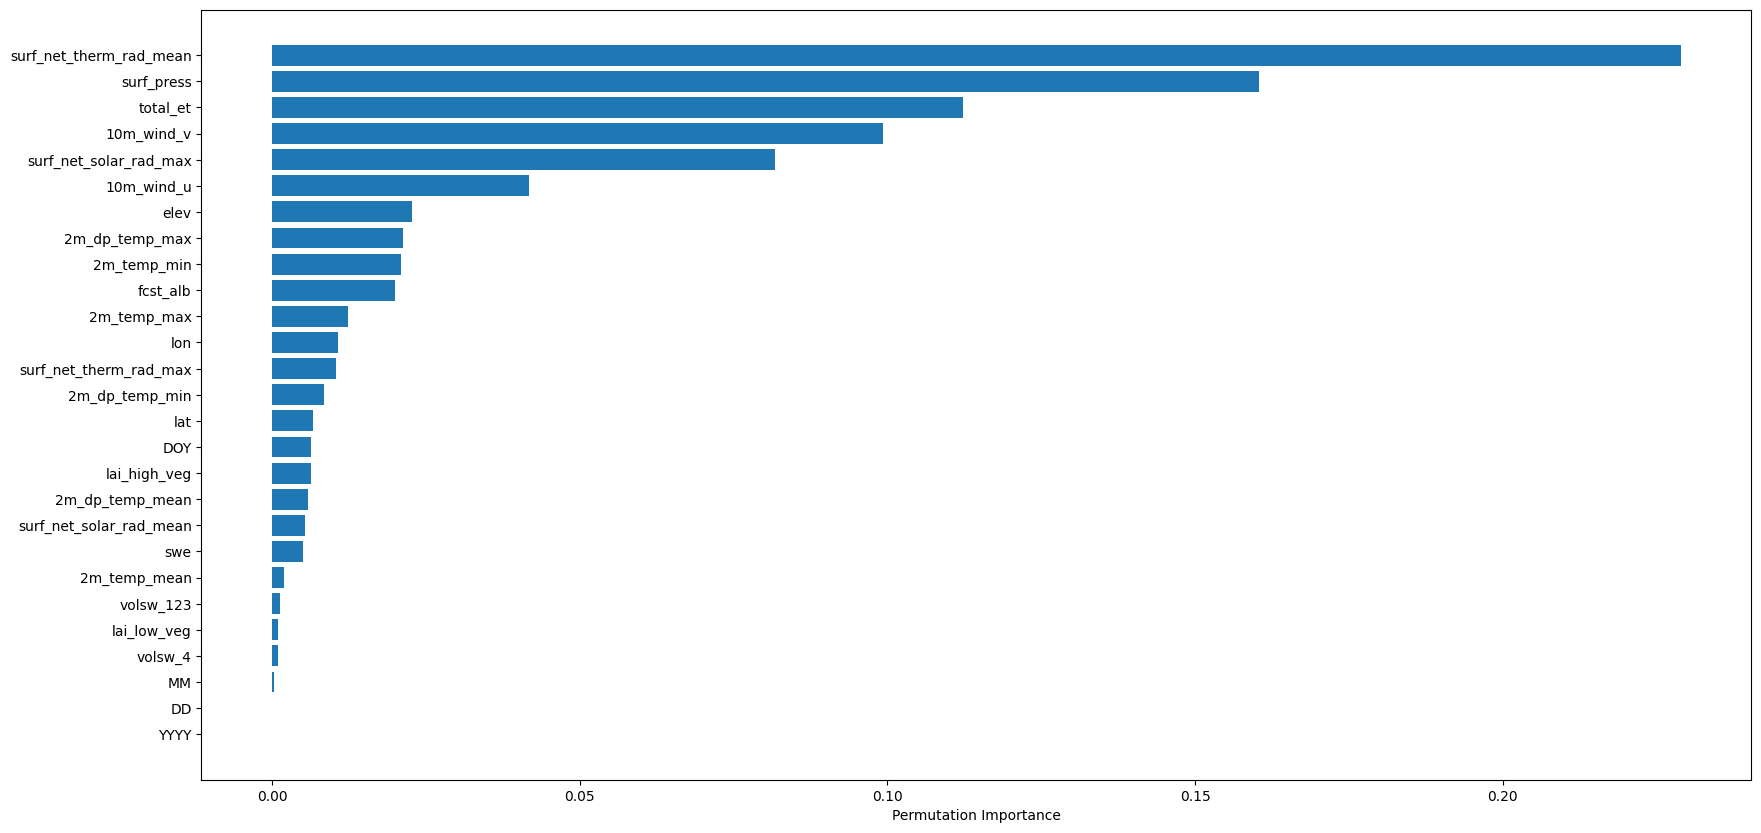 surf_net_therm_rad_mean
surf_press
total_et
10m_wind_v
surf_net_solar_rad_max
10m_wind_u
elev
2m_dp_temp_max
2m_temp_min
fcst_alb
2m_temp_max
lon
surf_net_therm_rad_max
2m_dp_temp_min
lat
DOY
lai_high_veg
2m_dp_temp_mean
surf_net_solar_rad_mean
swe
2m_temp_mean
volsw_123
lai_low_veg
volsw_4
MM
DD
YYYY
0.00 0.05 0.10 0.15 0.20
Permutation Importance